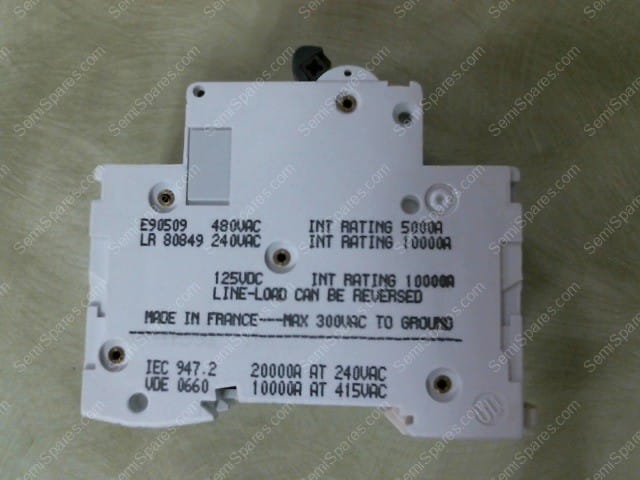 E90509 480VAC INT RATING 5000A
LR 80849 240VAC INT RATING 10000A
125VDC INT RATING 10000A
LINE-LOAD CAN BE REVERSED
MADE IN FRANCE---MAX 300VAC TO GROUND
IEC 947.2 20000A AT 240VAC
VDE 0660 10000A AT 415VAC
SemiSpares.com